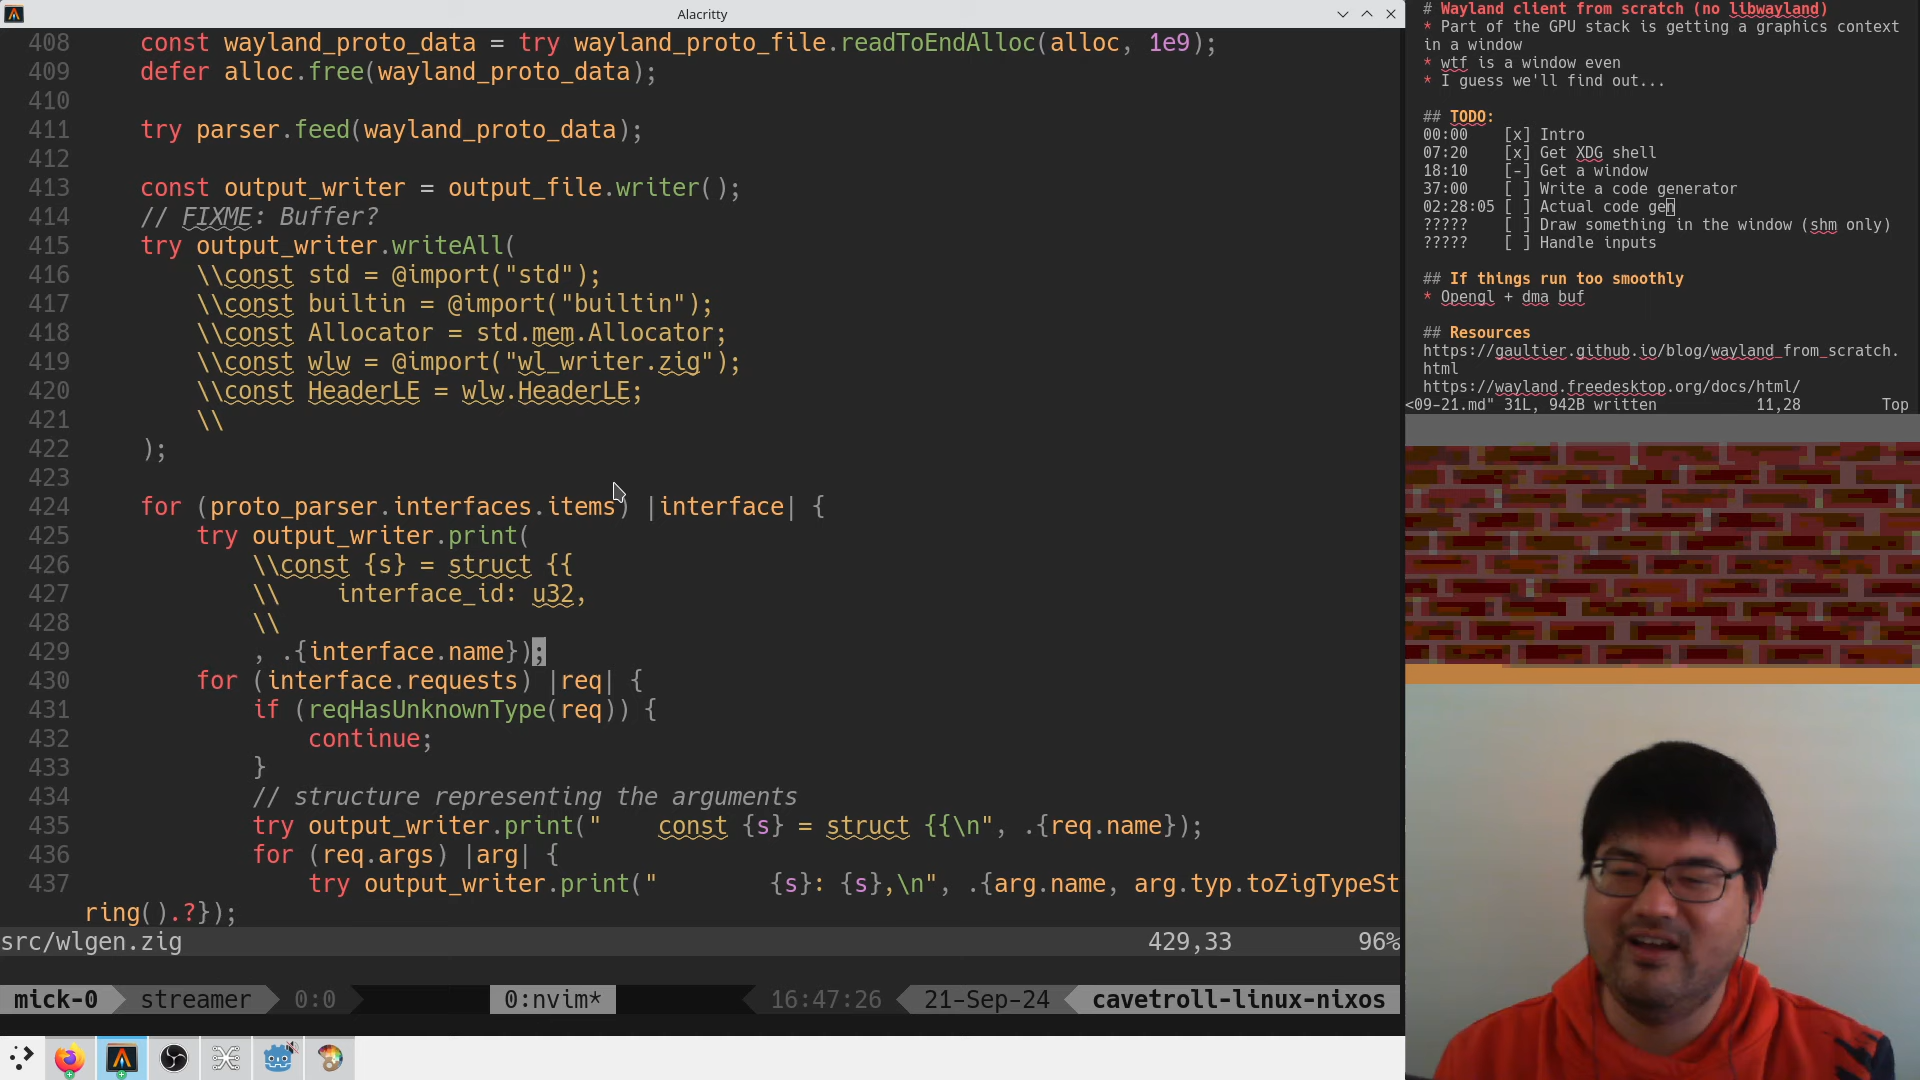 Alacritty
408 const wayland_proto_data = try wayland_proto_file.readToEndAlloc(alloc, 1e9);
409 defer alloc.free(wayland_proto_data);
410
411 try parser.feed(wayland_proto_data);
412
413 const output_writer = output_file.writer();
414 // FIXME: Buffer?
415 try output_writer.writeAll(
416 \\const std = @import("std");
417 \\const builtin = @import("builtin");
418 \\const Allocator = std.mem.Allocator;
419 \\const wlw = @import("wl_writer.zig");
420 \\const HeaderLE = wlw.HeaderLE;
421 \\
422 );
423
424 for (proto_parser.interfaces.items) |interface| {
425 try output_writer.print(
426 \\const {s} = struct {{
427 \\    interface_id: u32,
428 \\
429 , .{interface.name});
430 for (interface.requests) |req| {
431 if (reqHasUnknownType(req)) {
432 continue;
433 }
434 // structure representing the arguments
435 try output_writer.print("    const {s} = struct {{\n", .{req.name});
436 for (req.args) |arg| {
437 try output_writer.print("        {s}: {s},\n", .{arg.name, arg.typ.toZigTypeSt
ring().?});
src/wlgen.zig 429,33 96%
mick-0 streamer 0:0 0:nvim* 16:47:26 21-Sep-24 cavetroll-linux-nixos
# Wayland client from scratch (no libwayland)
* Part of the GPU stack is getting a graphics context
in a window
* wtf is a window even
* I guess we'll find out...
## TODO:
00:00 [x] Intro
07:20 [x] Get XDG shell
18:10 [-] Get a window
37:00 [ ] Write a code generator
02:28:05 [ ] Actual code gen
????? [ ] Draw something in the window (shm only)
????? [ ] Handle inputs
## If things run too smoothly
* Opengl + dma buf
## Resources
https://gaultier.github.io/blog/wayland_from_scratch.
html
https://wayland.freedesktop.org/docs/html/
<09-21.md" 31L, 942B written 11,28 Top